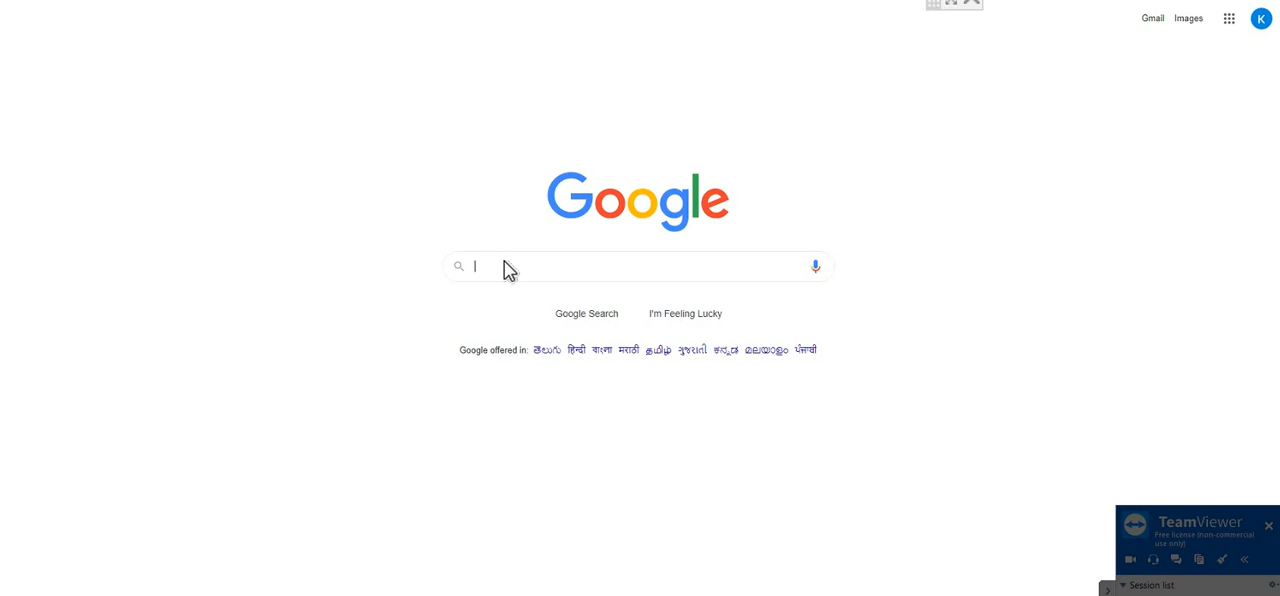 Gmail Images K
Google
Google Search I'm Feeling Lucky
Google offered in: తెలుగు हिन्दी বাংলা मराठी தமிழ் ગુજરાતી ಕನ್ನಡ മലയാളം ਪੰਜਾਬੀ
TeamViewer
Free license (non-commercial
use only)
Session list